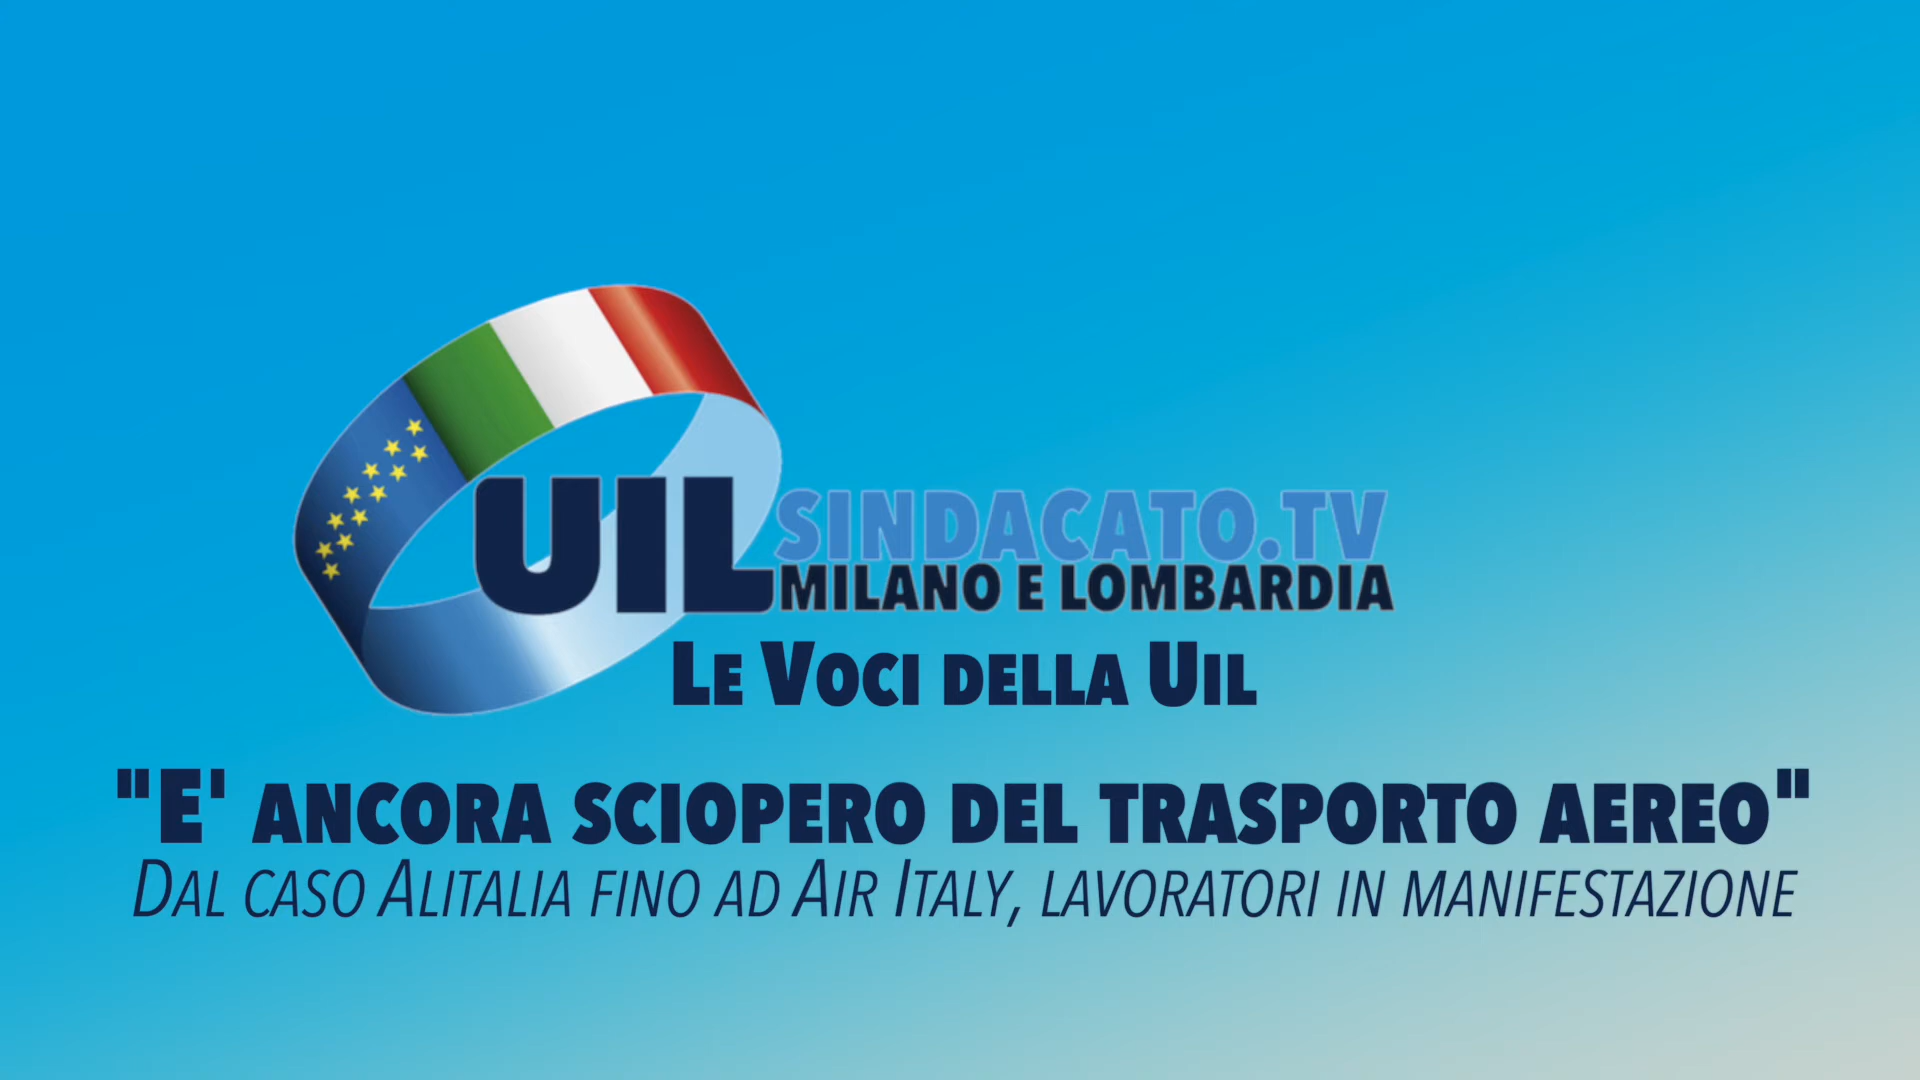 UIL SINDACATO.TV
MILANO E LOMBARDIA
LE VOCI DELLA UIL
"E' ANCORA SCIOPERO DEL TRASPORTO AEREO"
DAL CASO ALITALIA FINO AD AIR ITALY, LAVORATORI IN MANIFESTAZIONE